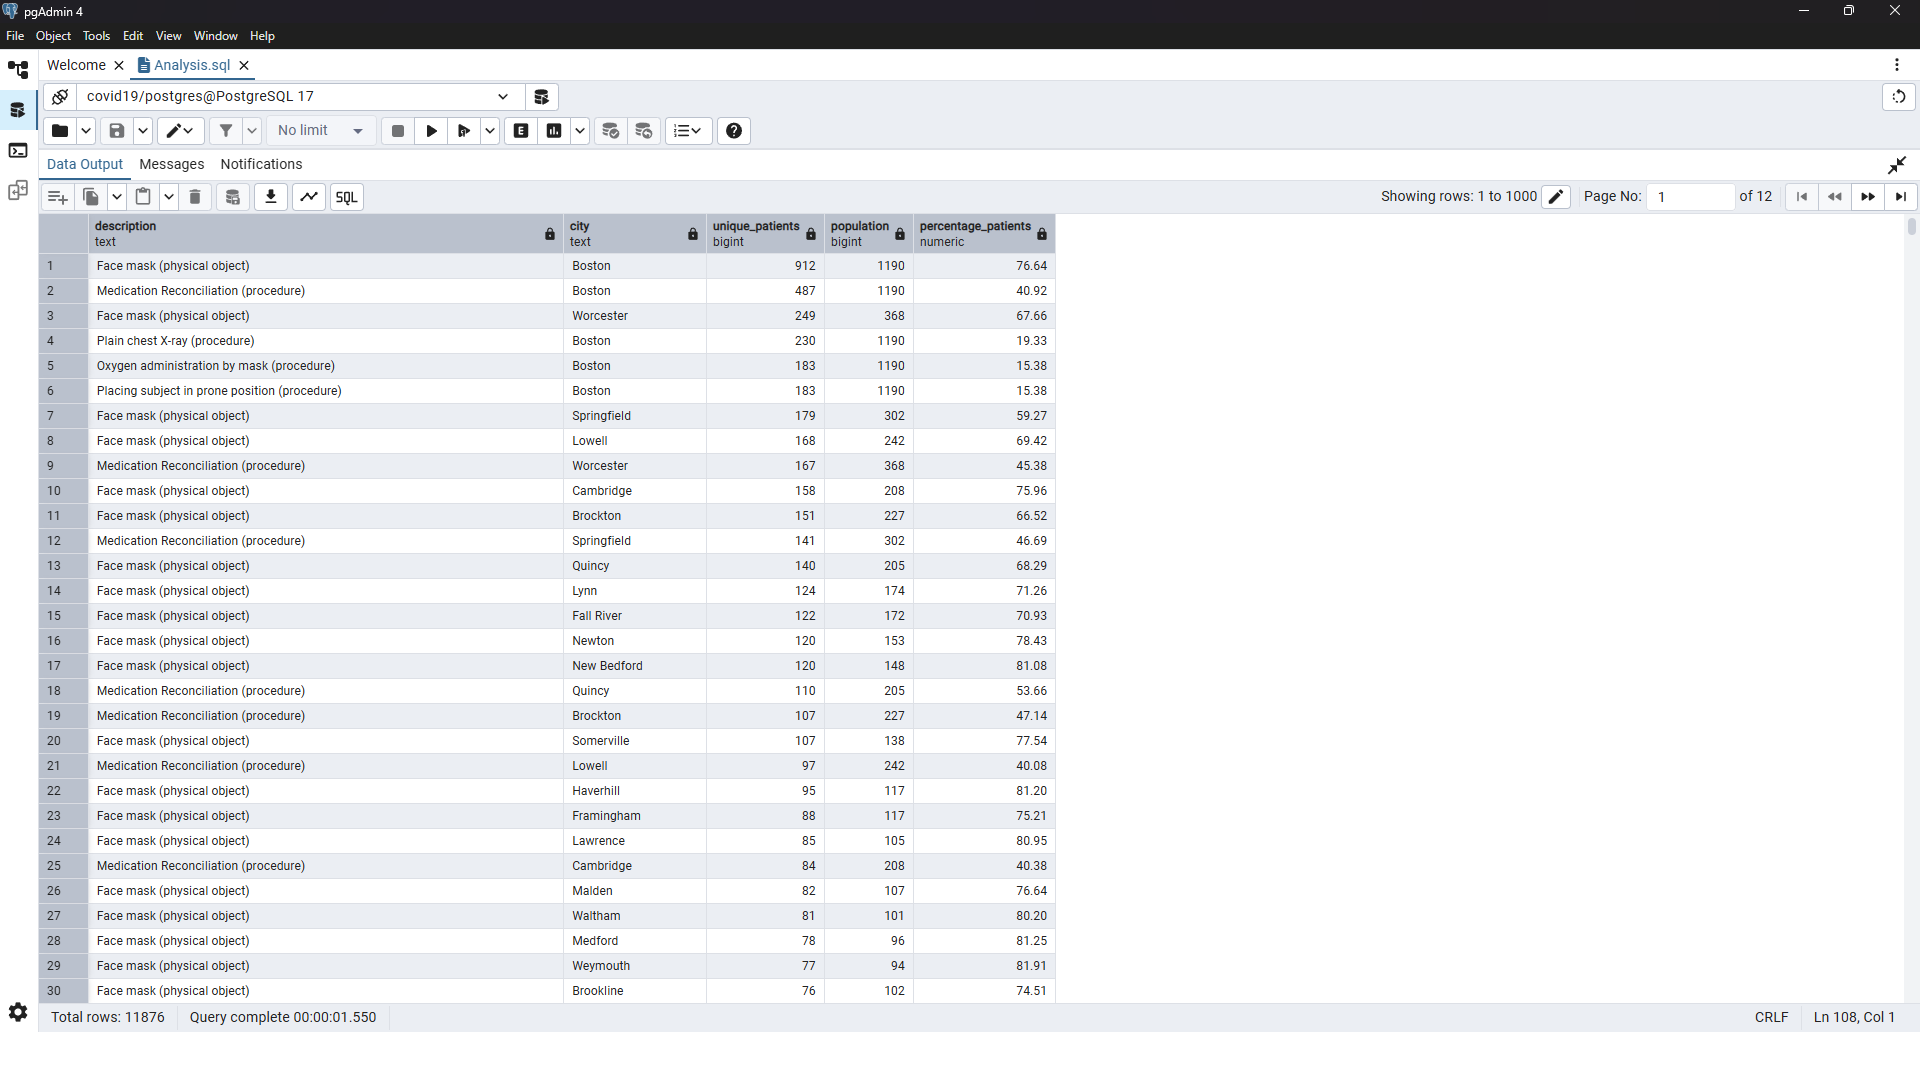 pgAdmin 4
File Object Tools Edit View Window Help
Welcome Analysis.sql
covid19/postgres@PostgreSQL 17
No limit E
Data Output Messages Notifications
SQL Showing rows: 1 to 1000 Page No: 1 of 12
description city unique_patients population percentage_patients
text text bigint bigint numeric
1 Face mask (physical object) Boston 912 1190 76.64
2 Medication Reconciliation (procedure) Boston 487 1190 40.92
3 Face mask (physical object) Worcester 249 368 67.66
4 Plain chest X-ray (procedure) Boston 230 1190 19.33
5 Oxygen administration by mask (procedure) Boston 183 1190 15.38
6 Placing subject in prone position (procedure) Boston 183 1190 15.38
7 Face mask (physical object) Springfield 179 302 59.27
8 Face mask (physical object) Lowell 168 242 69.42
9 Medication Reconciliation (procedure) Worcester 167 368 45.38
10 Face mask (physical object) Cambridge 158 208 75.96
11 Face mask (physical object) Brockton 151 227 66.52
12 Medication Reconciliation (procedure) Springfield 141 302 46.69
13 Face mask (physical object) Quincy 140 205 68.29
14 Face mask (physical object) Lynn 124 174 71.26
15 Face mask (physical object) Fall River 122 172 70.93
16 Face mask (physical object) Newton 120 153 78.43
17 Face mask (physical object) New Bedford 120 148 81.08
18 Medication Reconciliation (procedure) Quincy 110 205 53.66
19 Medication Reconciliation (procedure) Brockton 107 227 47.14
20 Face mask (physical object) Somerville 107 138 77.54
21 Medication Reconciliation (procedure) Lowell 97 242 40.08
22 Face mask (physical object) Haverhill 95 117 81.20
23 Face mask (physical object) Framingham 88 117 75.21
24 Face mask (physical object) Lawrence 85 105 80.95
25 Medication Reconciliation (procedure) Cambridge 84 208 40.38
26 Face mask (physical object) Malden 82 107 76.64
27 Face mask (physical object) Waltham 81 101 80.20
28 Face mask (physical object) Medford 78 96 81.25
29 Face mask (physical object) Weymouth 77 94 81.91
30 Face mask (physical object) Brookline 76 102 74.51
Total rows: 11876 Query complete 00:00:01.550 CRLF Ln 108, Col 1